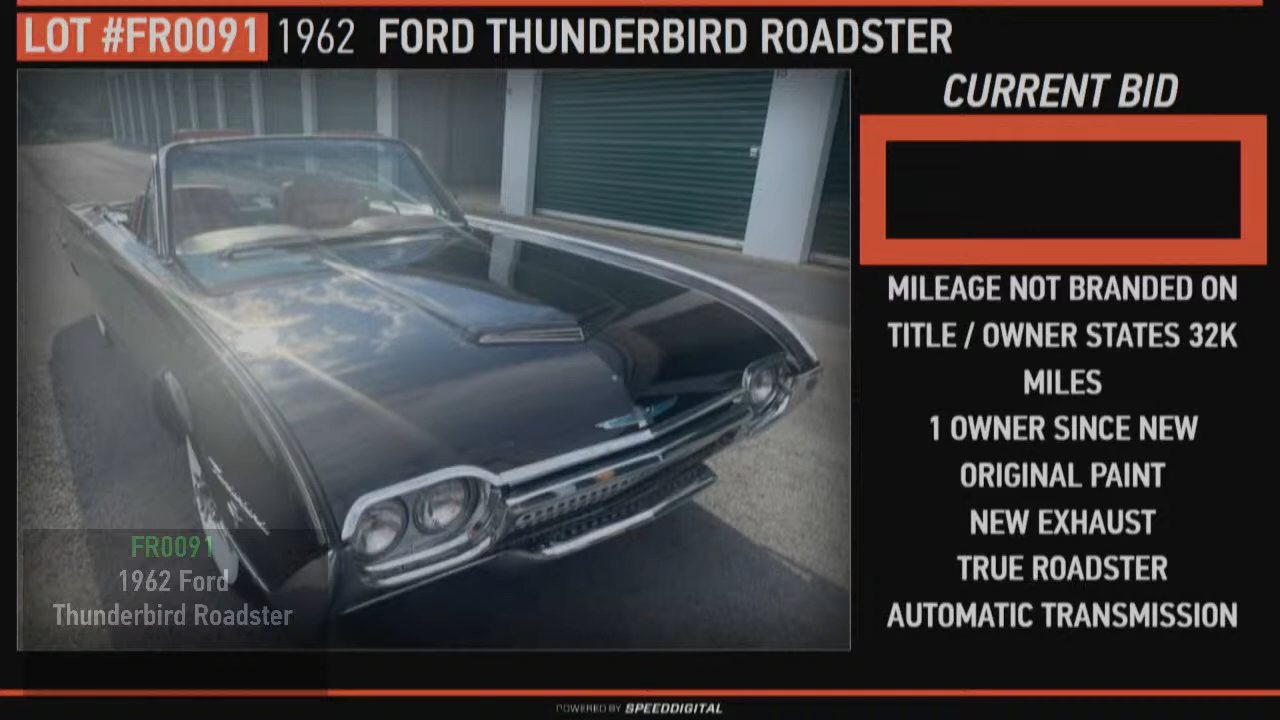 LOT #FR0091 1962 FORD THUNDERBIRD ROADSTER
CURRENT BID
MILEAGE NOT BRANDED ON
TITLE / OWNER STATES 32K
MILES
1 OWNER SINCE NEW
ORIGINAL PAINT
NEW EXHAUST
TRUE ROADSTER
AUTOMATIC TRANSMISSION
Thunderbird
FR0091
1962 Ford
Thunderbird Roadster
POWERED BY SPEEDDIGITAL